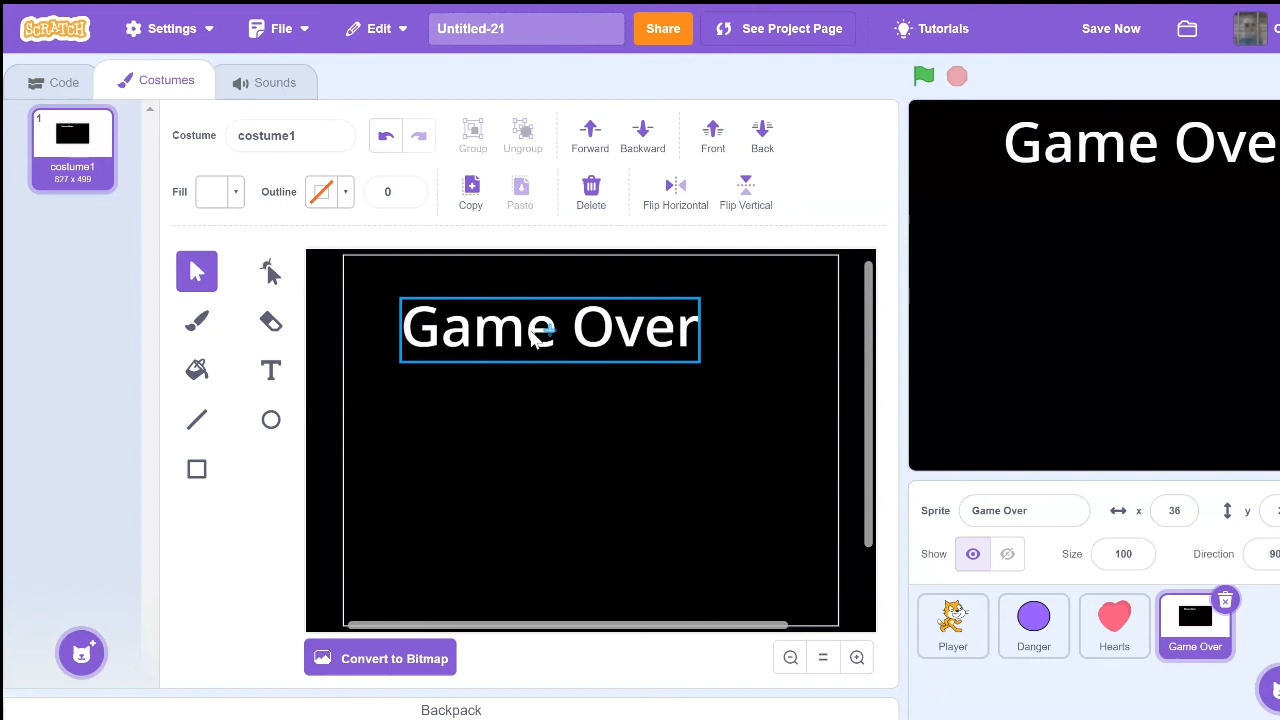 SCRATCH Settings File Edit Untitled-21 Share See Project Page Tutorials Save Now
Code Costumes Sounds
1
costume1
827 x 499
Costume costume1 Group Ungroup Forward Backward Front Back
Fill Outline 0 Copy Paste Delete Flip Horizontal Flip Vertical
T
Game Over
Convert to Bitmap
Backpack
Game Ove
Sprite Game Over x 36 y
Show Size 100 Direction 90
Player Danger Hearts Game Over